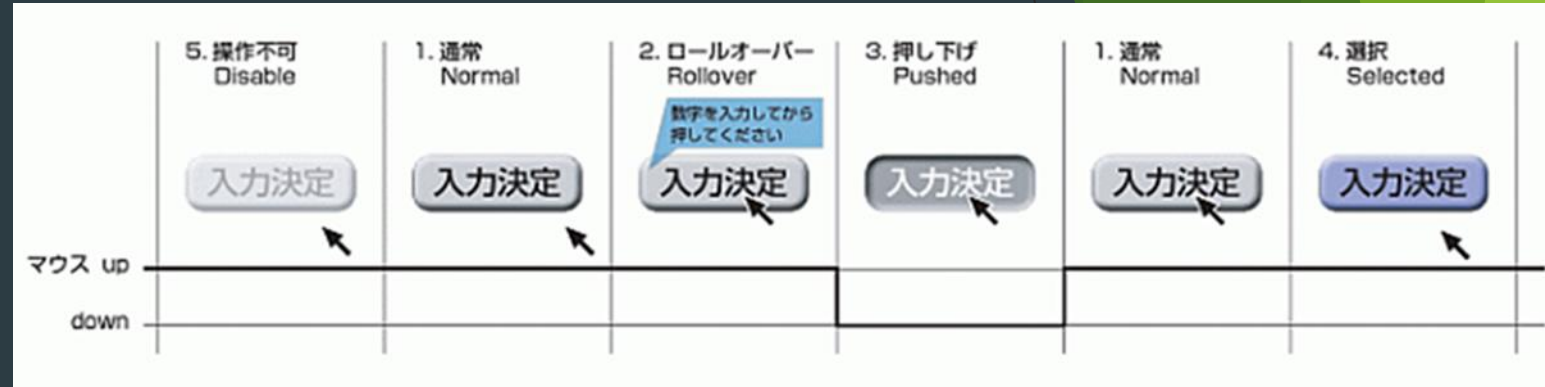 5. 操作不可
Disable
1. 通常
Normal
2. ロールオーバー
Rollover
3. 押し下げ
Pushed
1. 通常
Normal
4. 選択
Selected
数字を入力してから
押してください
入力決定
入力決定
入力決定
入力決定
入力決定
入力決定
マウス up
down